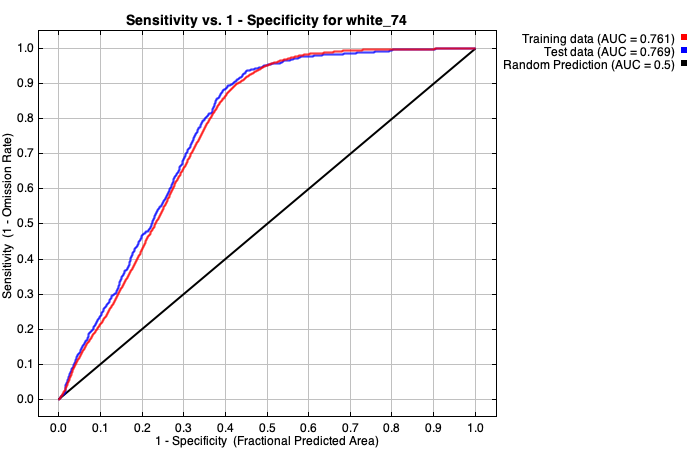 Sensitivity vs. 1 - Specificity for white_74
Training data (AUC = 0.761)
Test data (AUC = 0.769)
Random Prediction (AUC = 0.5)
Sensitivity (1 - Omission Rate)
1.0
0.9
0.8
0.7
0.6
0.5
0.4
0.3
0.2
0.1
0.0
0.0 0.1 0.2 0.3 0.4 0.5 0.6 0.7 0.8 0.9 1.0
1 - Specificity (Fractional Predicted Area)